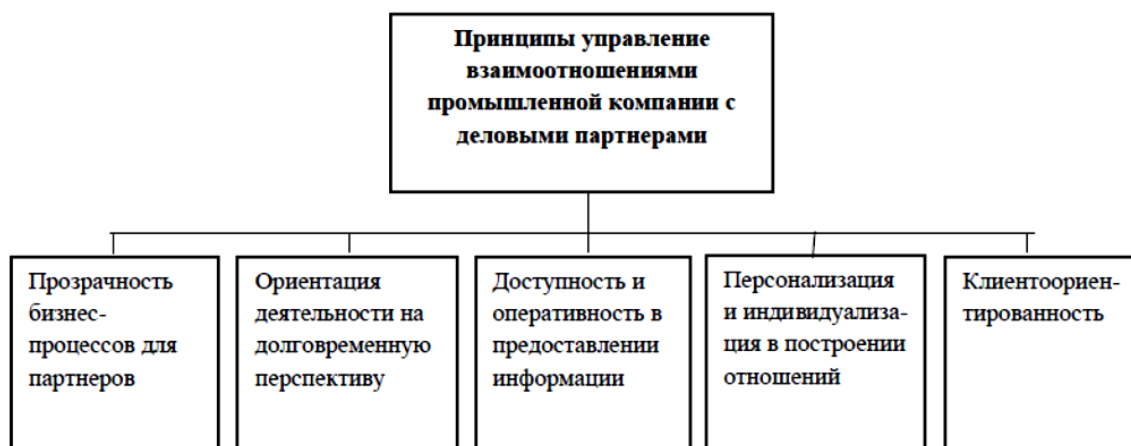 Принципы управление
взаимоотношениями
промышленной компании с
деловыми партнерами
Прозрачность
бизнес-
процессов для
партнеров
Ориентация
деятельности на
долговременную
перспективу
Доступность и
оперативность в
предоставлении
информации
Персонализация
и индивидуализа-
ация в построении
отношений
Клиентоориен-
тированность